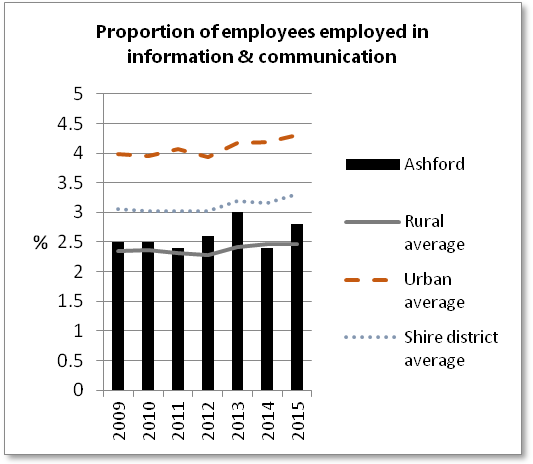 Proportion of employees employed in
information & communication
5
4.5
4
3.5
3
2.5
2
1.5
1
0.5
0
%
2009
2010
2011
2012
2013
2014
2015
Ashford
Rural
average
Urban
average
Shire district
average